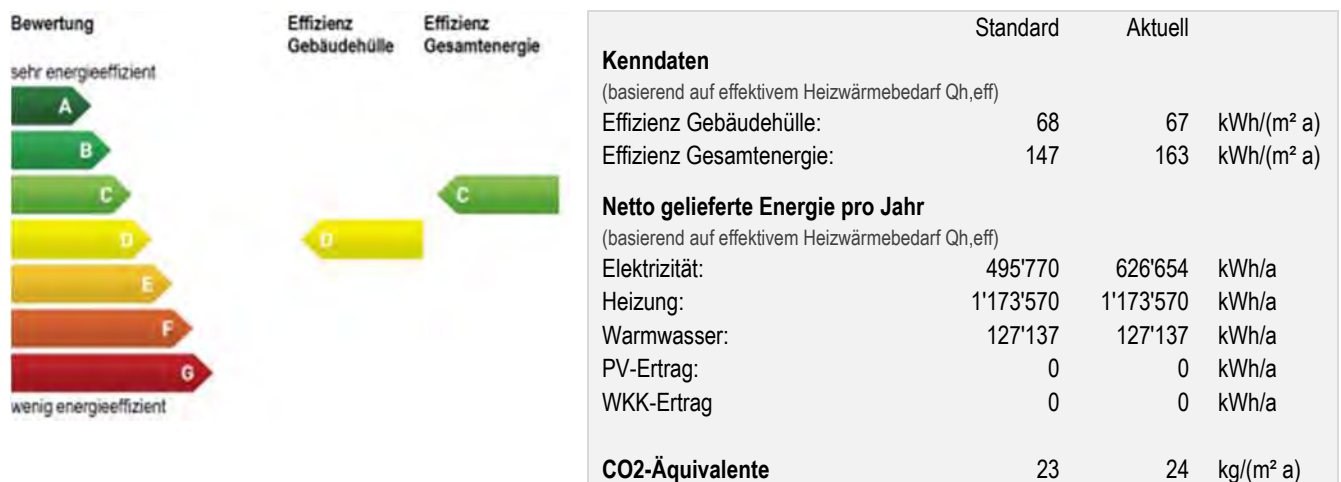 Bewertung
Effizienz Gebäudehülle
Effizienz Gesamtenergie
sehr energieeffizient
A
B
C
D
E
F
G
wenig energieeffizient
D
C
Standard Aktuell
Kenndaten
(basierend auf effektivem Heizwärmebedarf Qh,eff)
Effizienz Gebäudehülle: 68 67 kWh/(m² a)
Effizienz Gesamtenergie: 147 163 kWh/(m² a)
Netto gelieferte Energie pro Jahr
(basierend auf effektivem Heizwärmebedarf Qh,eff)
Elektrizität: 495'770 626'654 kWh/a
Heizung: 1'173'570 1'173'570 kWh/a
Warmwasser: 127'137 127'137 kWh/a
PV-Ertrag: 0 0 kWh/a
WKK-Ertrag 0 0 kWh/a
CO2-Äquivalente 23 24 kg/(m² a)